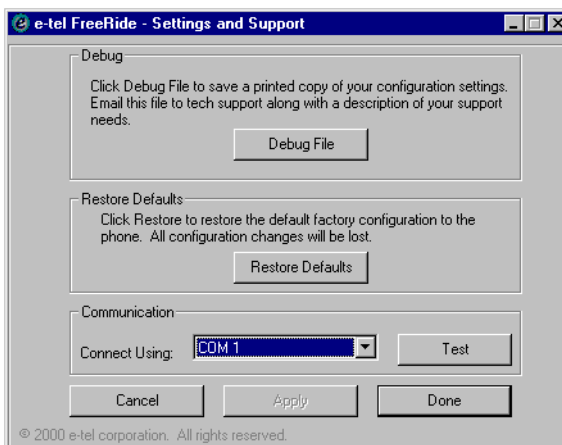 e-tel FreeRide - Settings and Support
Debug
Click Debug File to save a printed copy of your configuration settings.
Email this file to tech support along with a description of your support
needs.
Debug File
Restore Defaults
Click Restore to restore the default factory configuration to the
phone. All configuration changes will be lost.
Restore Defaults
Communication
Connect Using: COM 1 Test
Cancel Apply Done
© 2000 e-tel corporation. All rights reserved.